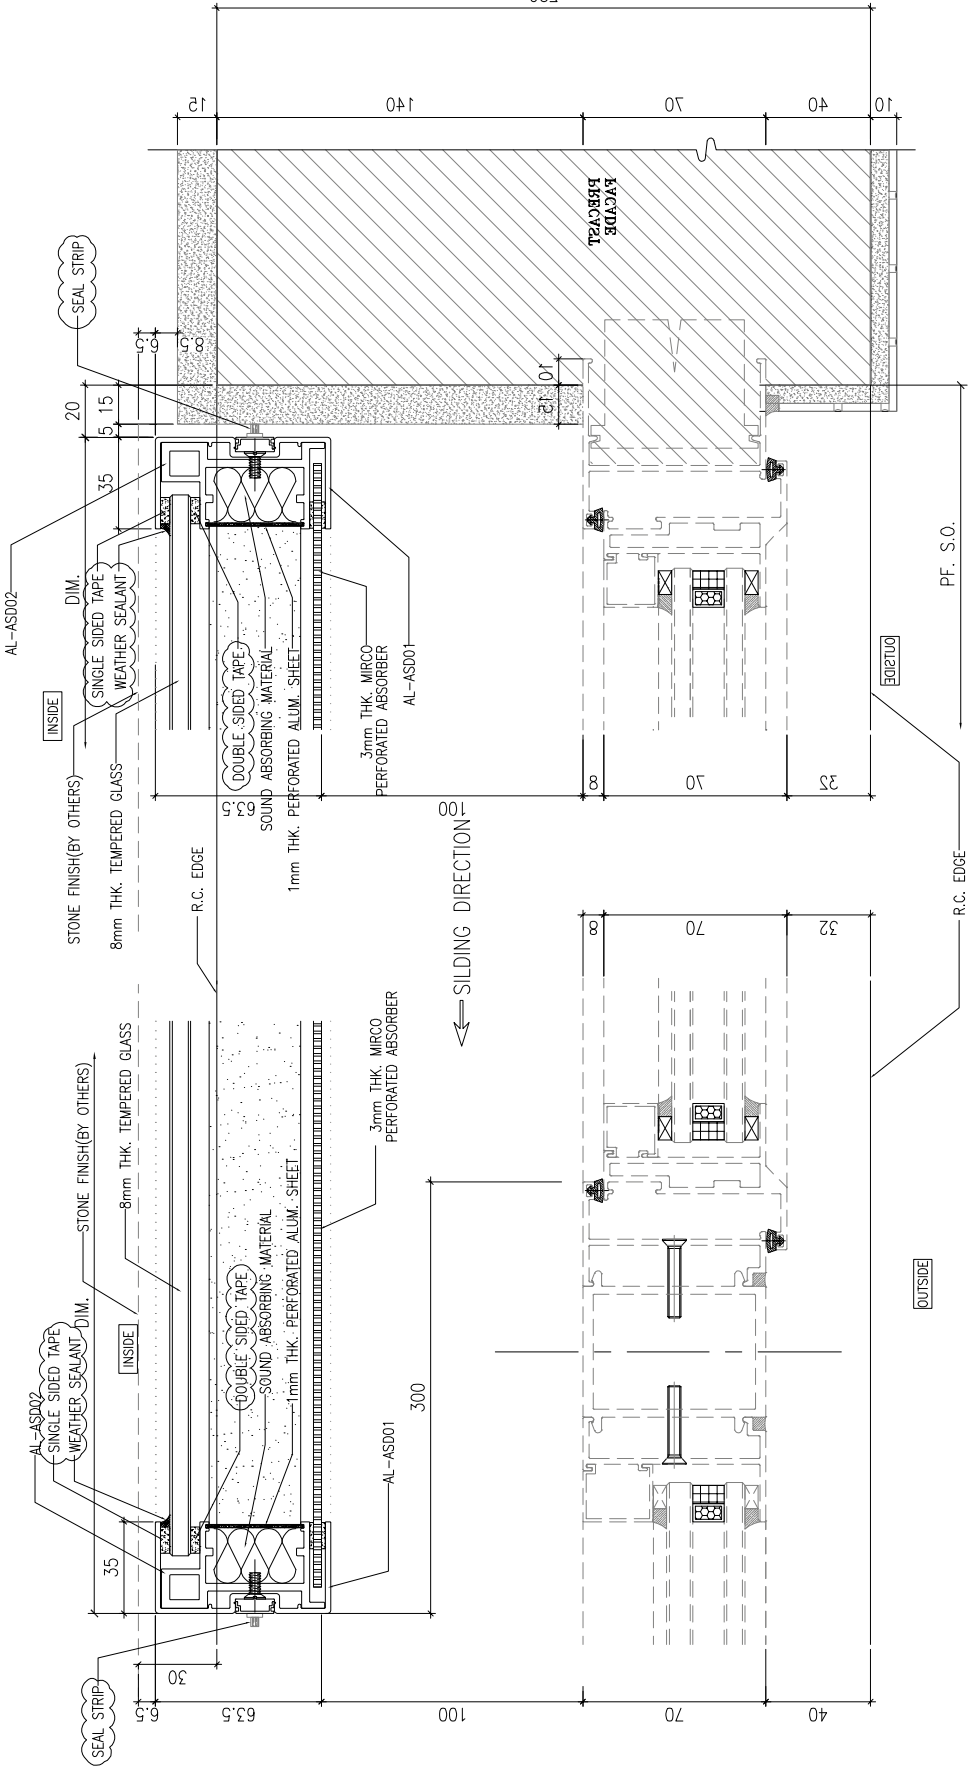 15
140
70
40
10
FACADE
PRECAST
SEAL STRIP
6.5
8.5
20
15
5
35
10
15
AL-ASD02
DIM.
SINGLE SIDED TAPE
WEATHER SEALANT
INSIDE
STONE FINISH(BY OTHERS)
8mm THK. TEMPERED GLASS
DOUBLE SIDED TAPE
SOUND ABSORBING MATERIAL
1mm THK. PERFORATED ALUM. SHEET
3mm THK. MIRCO
PERFORATED ABSORBER
AL-ASD01
PF. S.O.
OUTSIDE
63.5
100
8
70
32
R.C. EDGE
R.C. EDGE
SILDING DIRECTION
8
70
32
STONE FINISH(BY OTHERS)
8mm THK. TEMPERED GLASS
3mm THK. MIRCO
PERFORATED ABSORBER
DIM.
INSIDE
AL-ASD02
SINGLE SIDED TAPE
WEATHER SEALANT
DOUBLE SIDED TAPE
SOUND ABSORBING MATERIAL
1mm THK. PERFORATED ALUM. SHEET
AL-ASD01
300
OUTSIDE
35
SEAL STRIP
30
6.5
63.5
100
70
40